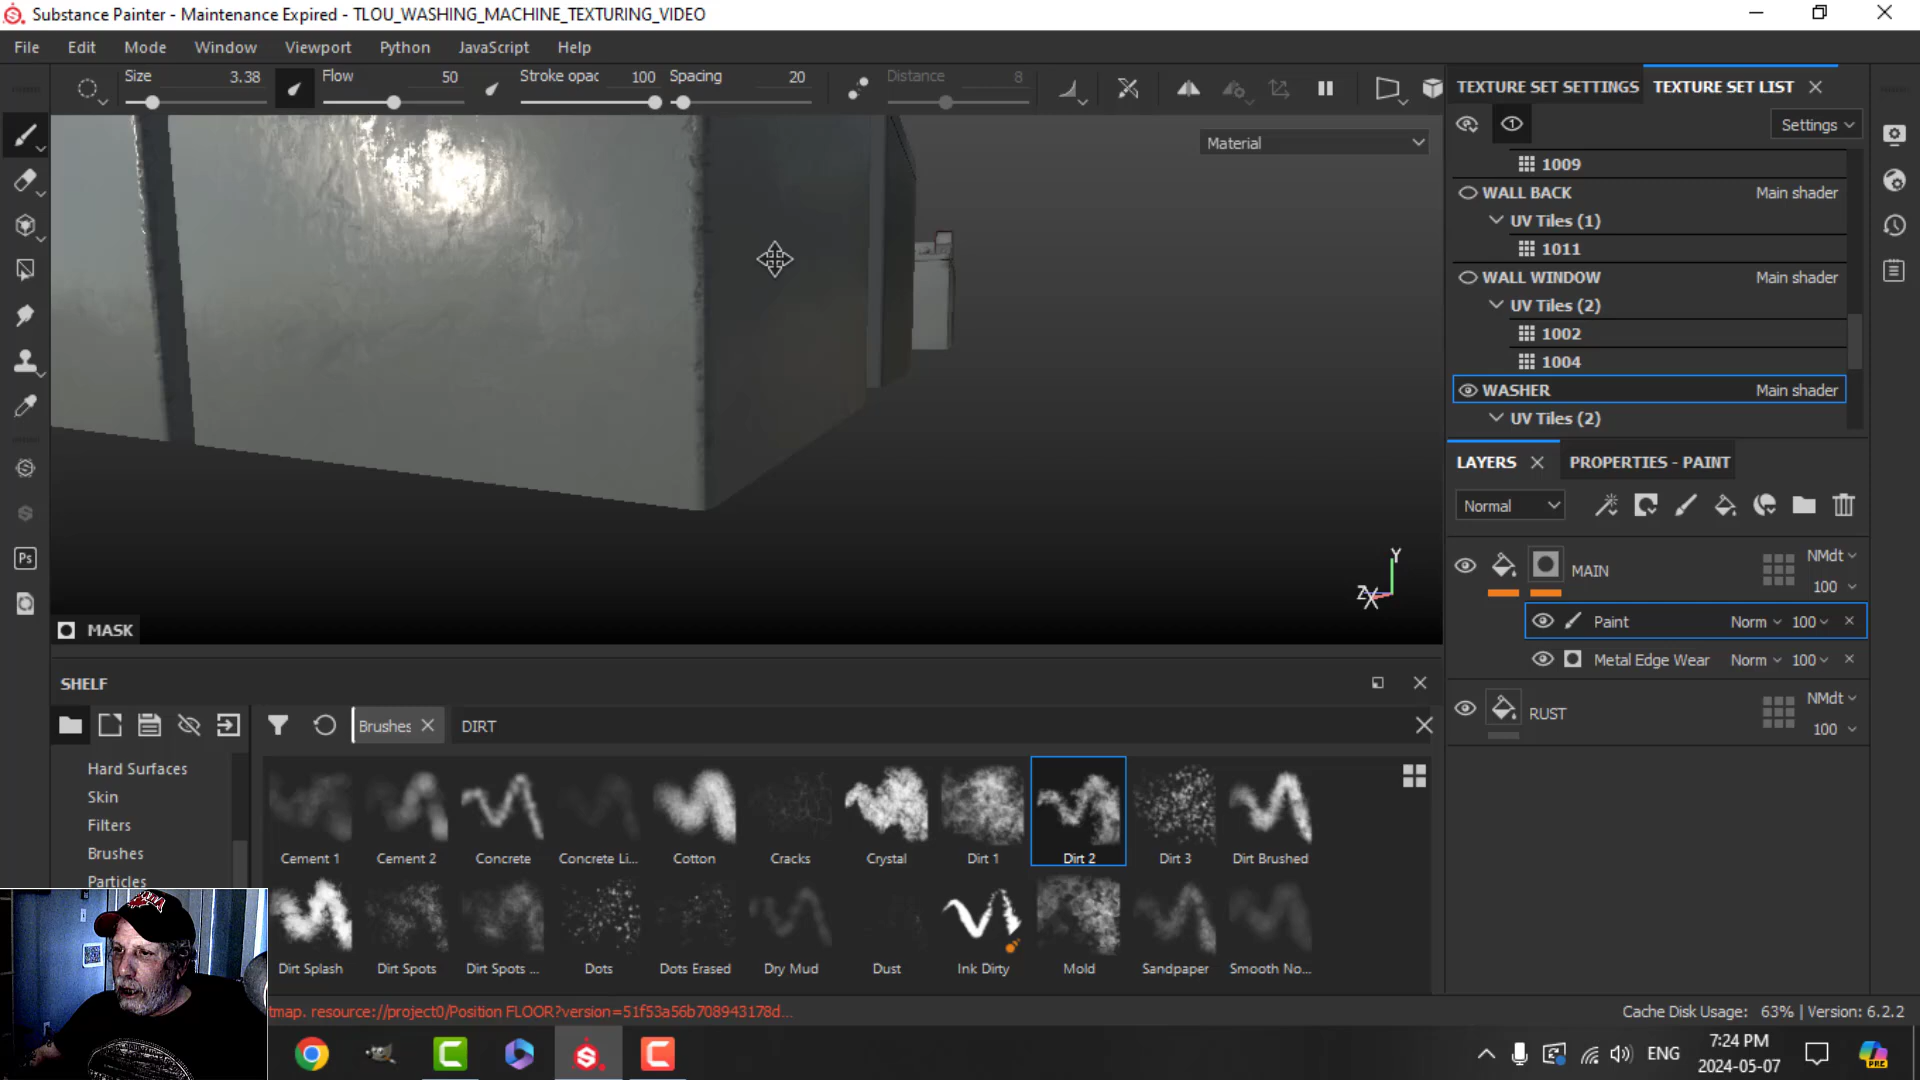 Substance Painter - Maintenance Expired - TLOU_WASHING_MACHINE_TEXTURING_VIDEO
File Edit Mode Window Viewport Python JavaScript Help
Size 3.38 Flow 50 Stroke opac 100 Spacing 20 Distance 8
TEXTURE SET SETTINGS TEXTURE SET LIST
Settings
Material
1009
WALL BACK Main shader
UV Tiles (1)
1011
WALL WINDOW Main shader
UV Tiles (2)
1002
1004
WASHER Main shader
UV Tiles (2)
LAYERS PROPERTIES - PAINT
Normal
MAIN NMdt
100
Paint Norm 100
Metal Edge Wear Norm 100
RUST NMdt
100
Y
Z
X
MASK
SHELF
Brushes DIRT
Hard Surfaces
Skin
Filters
Brushes
Particles
Cement 1 Cement 2 Concrete Concrete Li... Cotton Cracks Crystal Dirt 1 Dirt 2 Dirt 3 Dirt Brushed
Dirt Splash Dirt Spots Dirt Spots ... Dots Dots Erased Dry Mud Dust Ink Dirty Mold Sandpaper Smooth No...
tmap. resource://project0/Position FLOOR?version=51f53a56b708943178d...
Cache Disk Usage: 63% | Version: 6.2.2
ENG
7:24 PM
2024-05-07
Ps
PRE